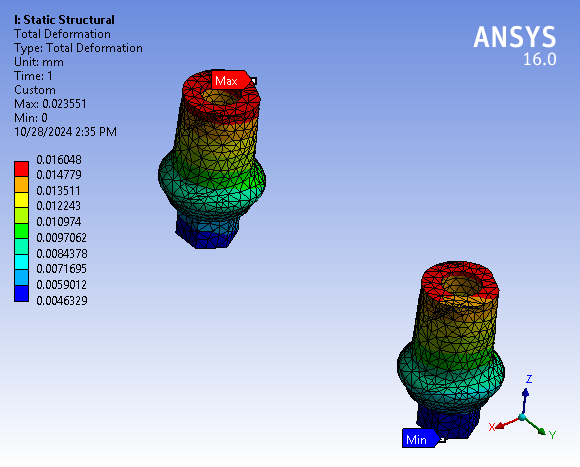 I: Static Structural
Total Deformation
Type: Total Deformation
Unit: mm
Time: 1
Custom
Max: 0.023551
Min: 0
10/28/2024 2:35 PM
ANSYS
16.0
0.016048
0.014779
0.013511
0.012243
0.010974
0.0097062
0.0084378
0.0071695
0.0059012
0.0046329
Max
Min
Z
X
Y